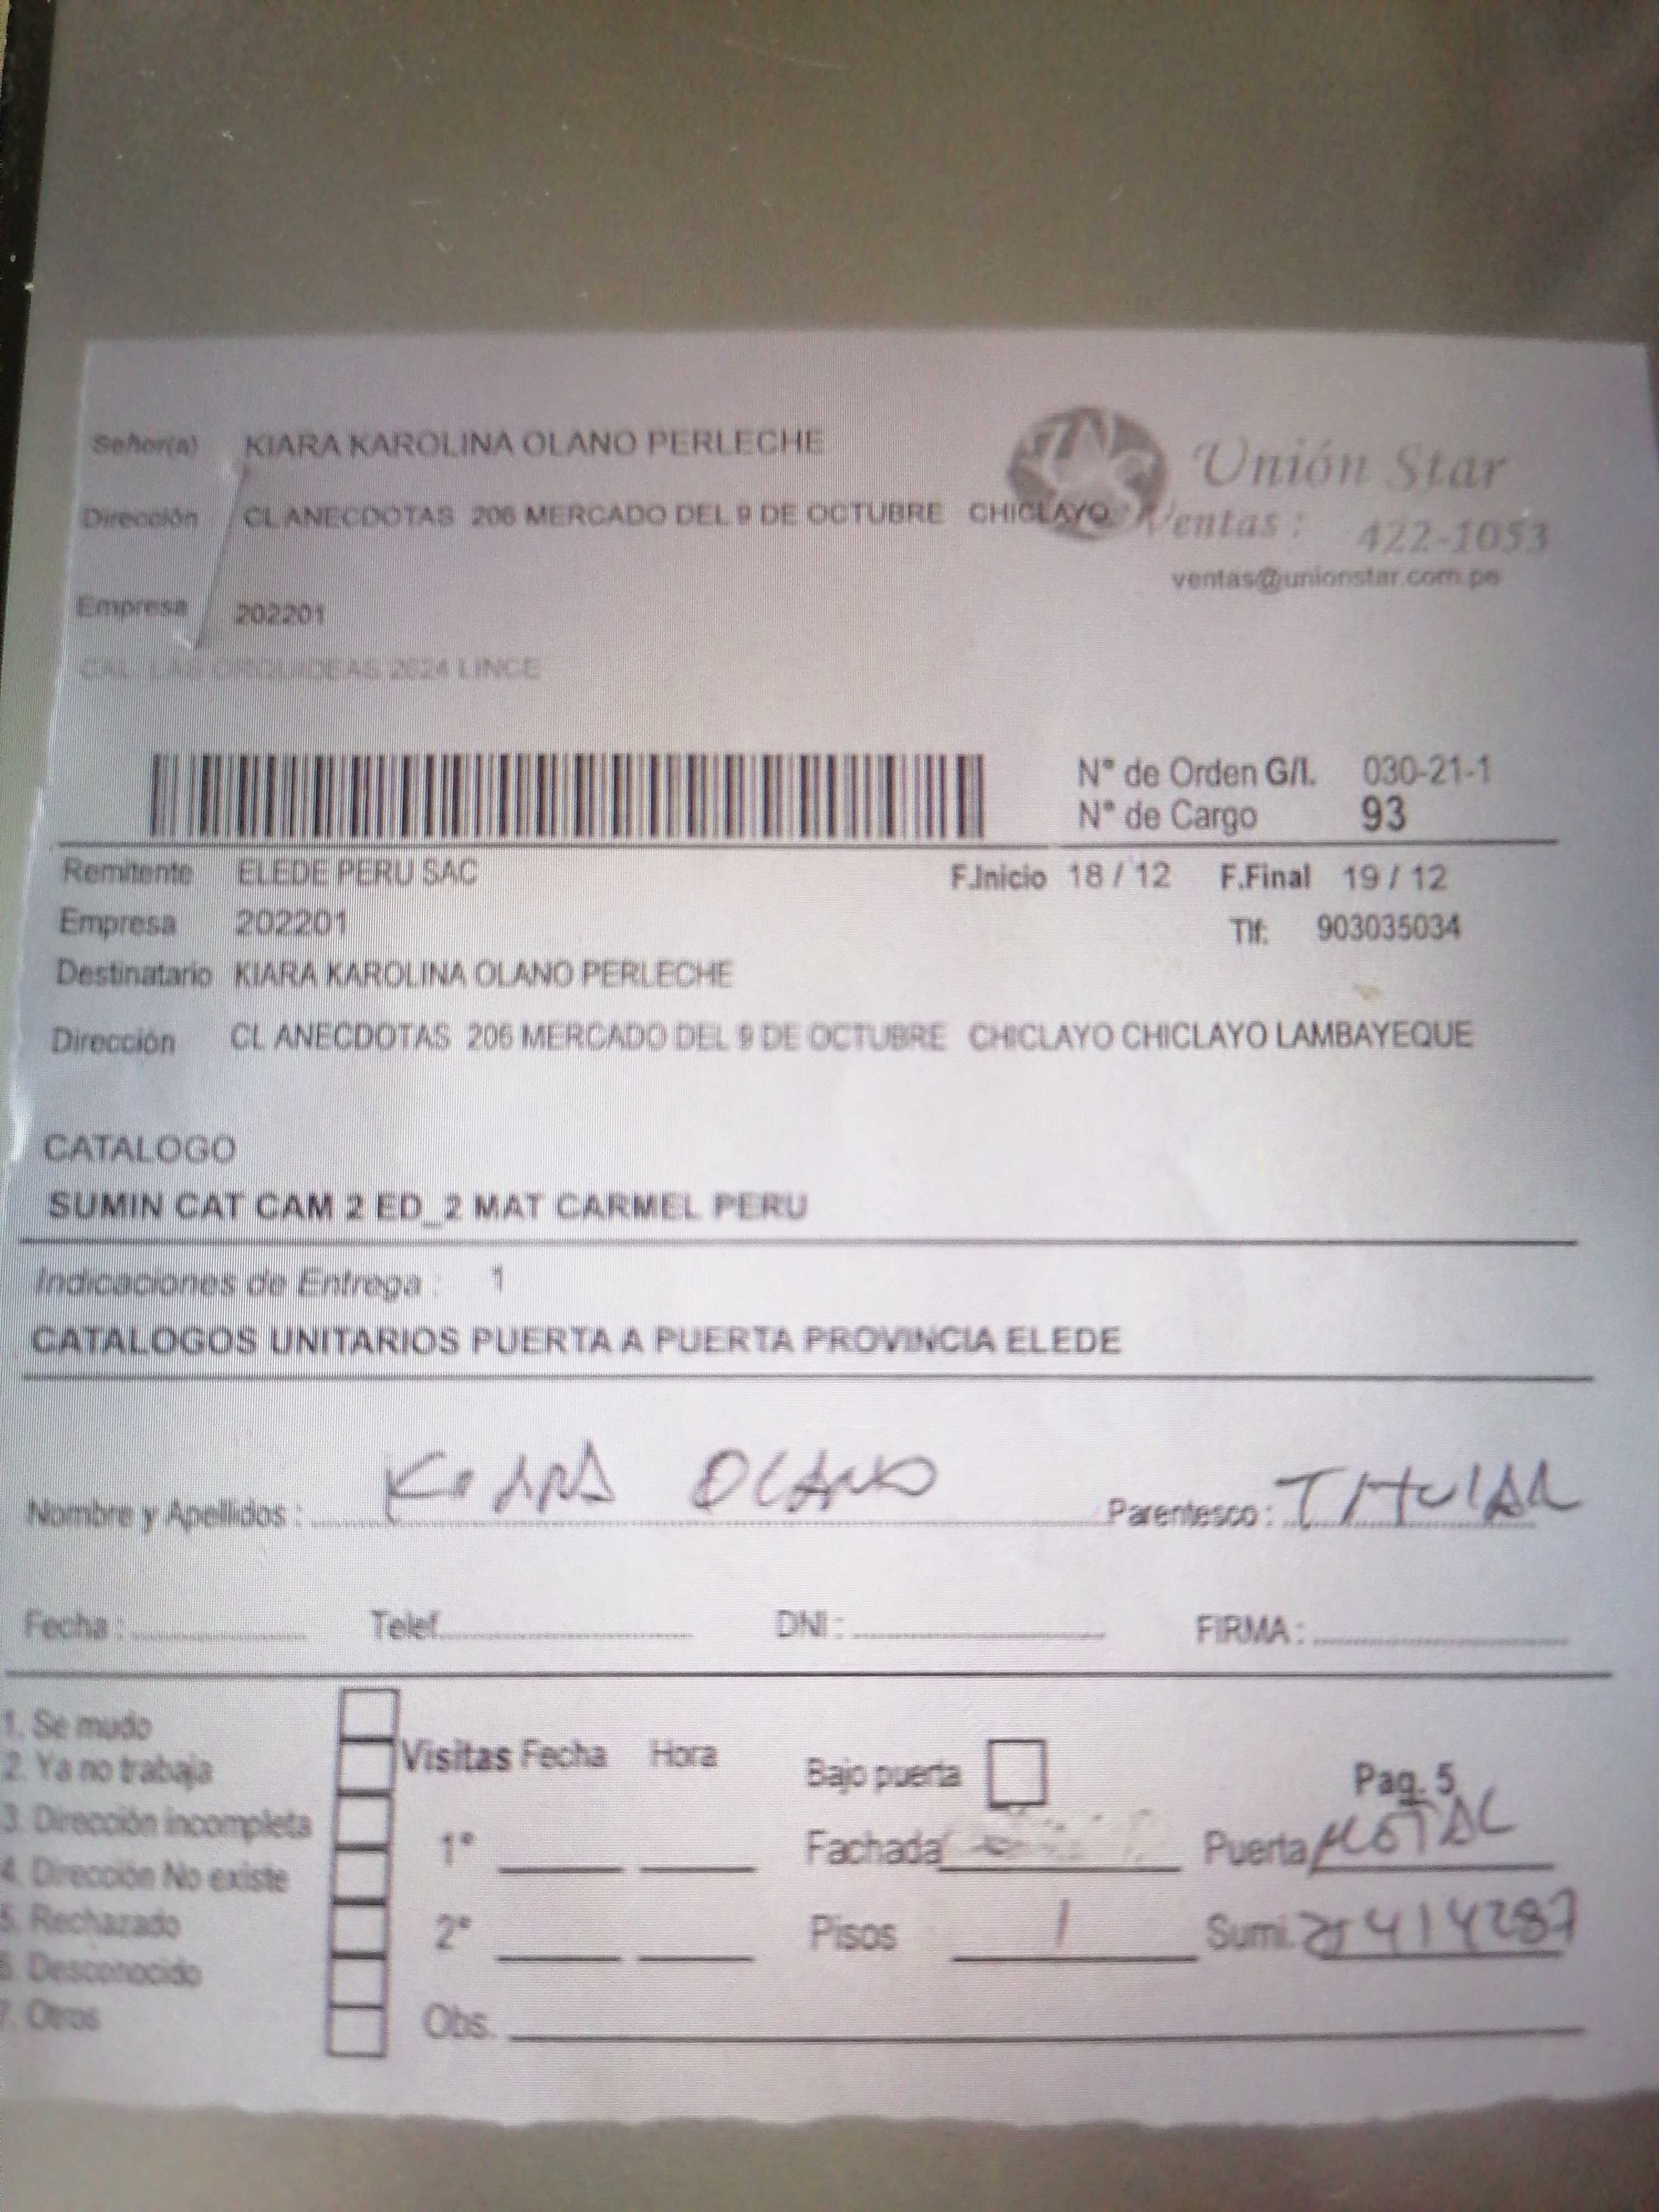 Señor(a) KIARA KAROLINA OLANO PERLECHE
Unión Star
Dirección CL ANECDOTAS 206 MERCADO DEL 9 DE OCTUBRE CHICLAYO
Ventas : 422-1053
ventas@unionstar.com.pe
Empresa 202201
CAL. LAS ORQUIDEAS 2624 LINCE
N° de Orden G/I. 030-21-1
N° de Cargo 93
Remitente ELEDE PERU SAC F.Inicio 18 / 12 F.Final 19 / 12
Empresa 202201 Tlf: 903035034
Destinatario KIARA KAROLINA OLANO PERLECHE
Dirección CL ANECDOTAS 206 MERCADO DEL 9 DE OCTUBRE CHICLAYO CHICLAYO LAMBAYEQUE
CATALOGO
SUMIN CAT CAM 2 ED_2 MAT CARMEL PERU
Indicaciones de Entrega : 1
CATALOGOS UNITARIOS PUERTA A PUERTA PROVINCIA ELEDE
Nombre y Apellidos : KIARA OLANO Parentesco : TITULAR
Fecha : Telef. DNI : FIRMA :
1. Se mudo
2. Ya no trabaja
3. Dirección incompleta
4. Dirección No existe
5. Rechazado
6. Desconocido
7. Otros
Visitas Fecha Hora
1°
2°
Obs.
Bajo puerta Pag. 5
Fachada Puerta METAL
Pisos 1 Sumi.